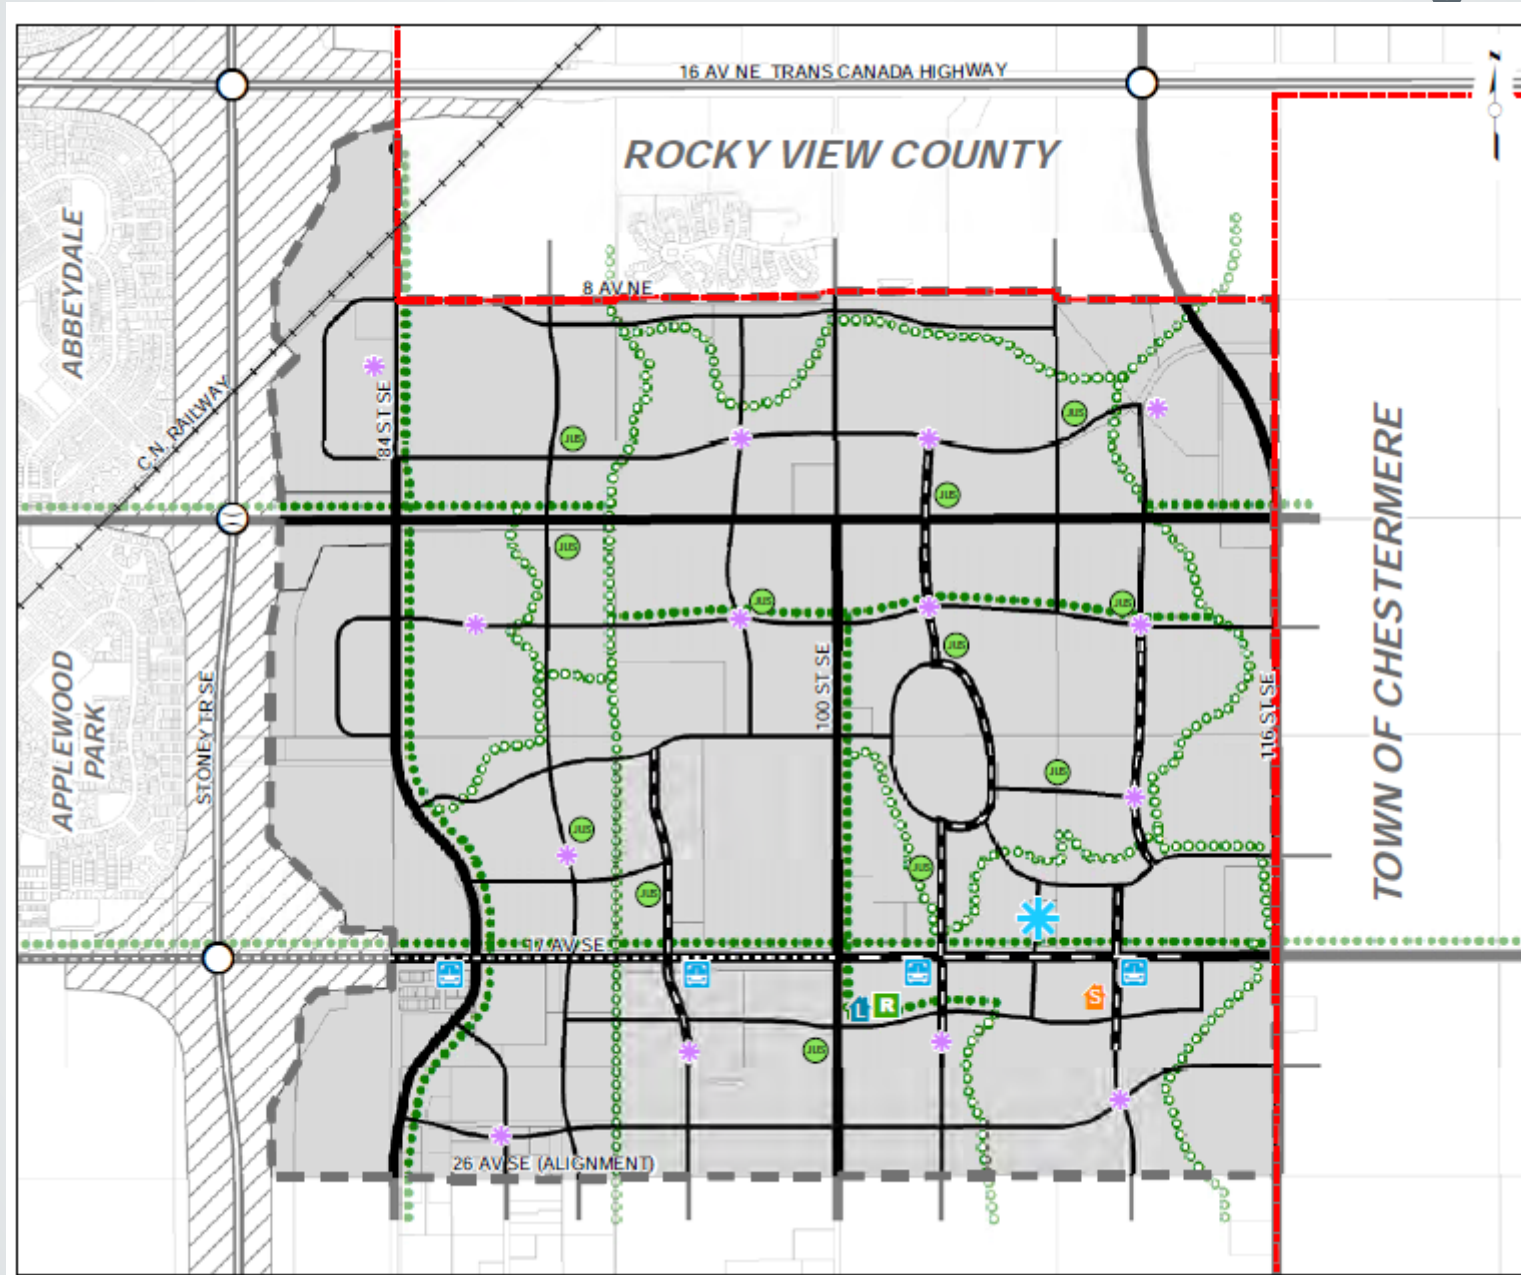 16 AV NE TRANS CANADA HIGHWAY
ROCKY VIEW COUNTY
ABBEYDALE
8 AV NE
C.N. RAILWAY
84 ST SE
JUS
JUS
JUS
JUS
JUS
JUS
JUS
TOWN OF CHESTERMERE
APPLEWOOD
PARK
STONEY TR SE
100 ST SE
116 ST SE
JUS
JUS
JUS
JUS
17 AV SE
L
R
S
JUS
26 AV SE (ALIGNMENT)